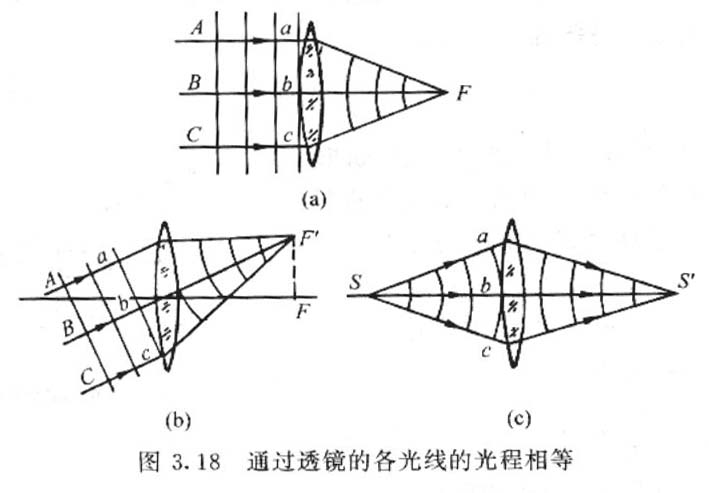 A a
B b F
C c
(a)
a F'
A
b
B F
c
C
a
S b S'
c
(b) (c)
图 3.18 通过透镜的各光线的光程相等